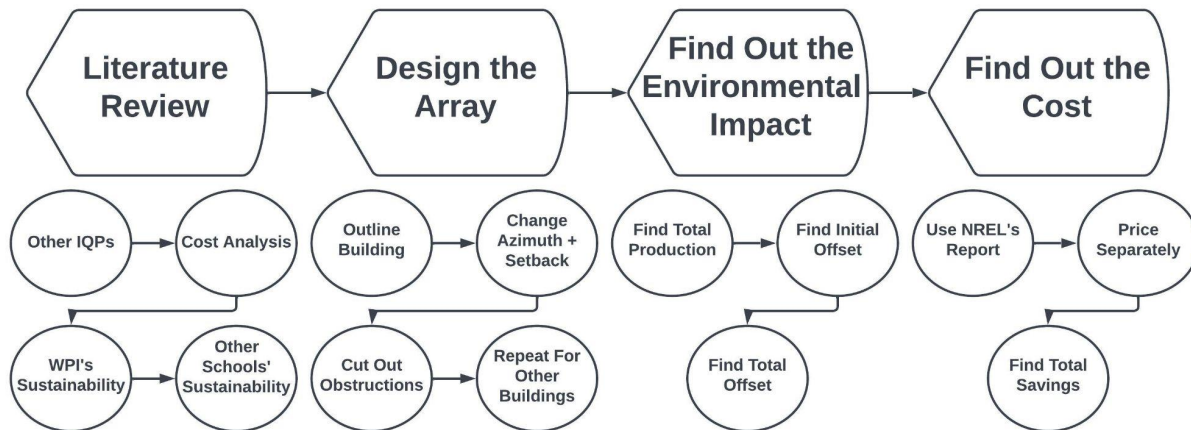 Literature
Review
Design the
Array
Find Out the
Environmental
Impact
Find Out the
Cost
Other IQPs
Cost Analysis
WPI's
Sustainability
Other
Schools'
Sustainability
Outline
Building
Change
Azimuth +
Setback
Cut Out
Obstructions
Repeat For
Other
Buildings
Find Total
Production
Find Initial
Offset
Find Total
Offset
Use NREL's
Report
Price
Separately
Find Total
Savings